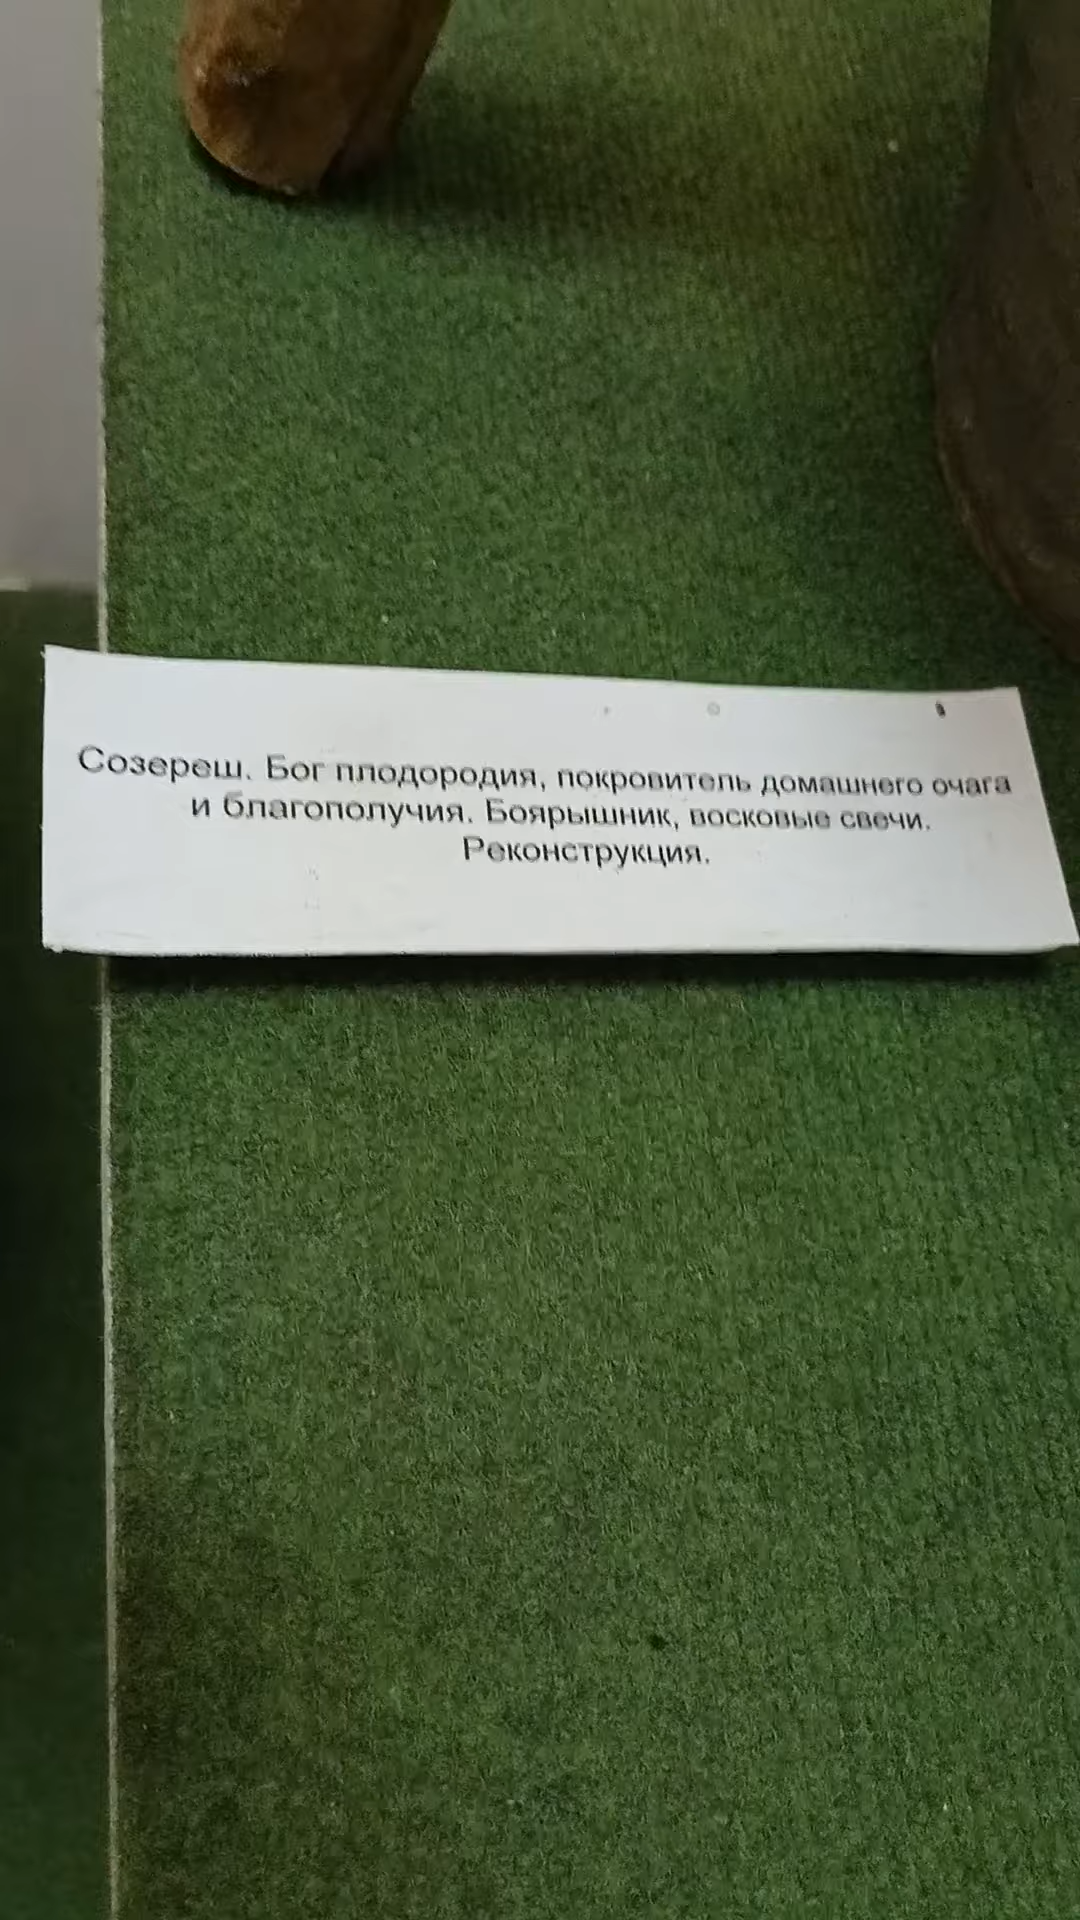 Созереш. Бог плодородия, покровитель домашнего очага
и благополучия. Боярышник, восковые свечи.
Реконструкция.